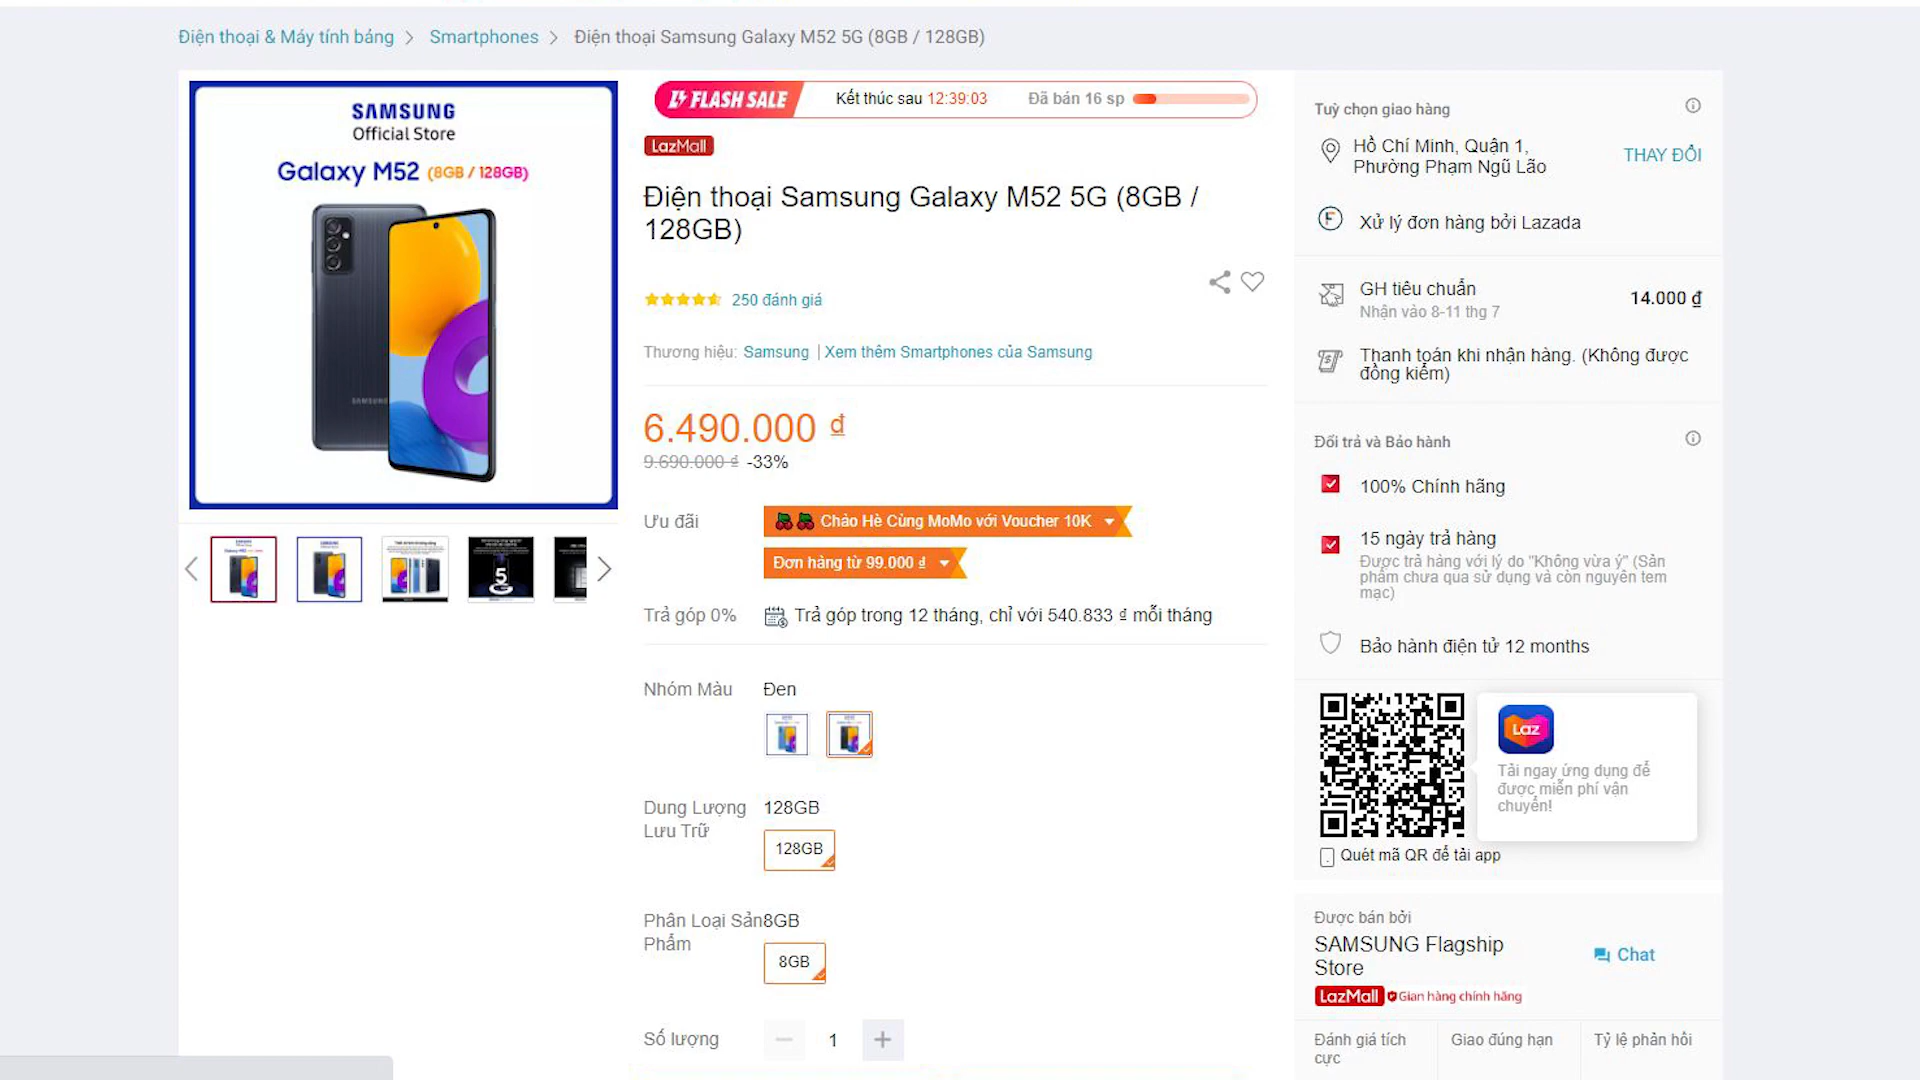 Điện thoại & Máy tính bảng > Smartphones > Điện thoại Samsung Galaxy M52 5G (8GB / 128GB)
SAMSUNG
Official Store
Galaxy M52 (8GB / 128GB)
SAMSUNG
FLASH SALE
Kết thúc sau 12:39:03
Đã bán 16 sp
LazMall
Điện thoại Samsung Galaxy M52 5G (8GB /
128GB)
250 đánh giá
Thương hiệu: Samsung | Xem thêm Smartphones của Samsung
6.490.000 ₫
9.690.000 ₫ -33%
Ưu đãi
Chào Hè Cùng MoMo với Voucher 10K
Đơn hàng từ 99.000 ₫
Trả góp 0%
Trả góp trong 12 tháng, chỉ với 540.833 ₫ mỗi tháng
Nhóm Màu
Đen
Dung Lượng
Lưu Trữ
128GB
128GB
Phân Loại Sản
Phẩm
8GB
8GB
Số lượng
1
Tuỳ chọn giao hàng
Hồ Chí Minh, Quận 1,
Phường Phạm Ngũ Lão
THAY ĐỔI
Xử lý đơn hàng bởi Lazada
GH tiêu chuẩn
14.000 ₫
Nhận vào 8-11 thg 7
Thanh toán khi nhận hàng. (Không được
đồng kiểm)
Đổi trả và Bảo hành
100% Chính hãng
15 ngày trả hàng
Được trả hàng với lý do "Không vừa ý" (Sản
phẩm chưa qua sử dụng và còn nguyên tem
mạc)
Bảo hành điện tử 12 months
Laz
Tải ngay ứng dụng để
được miễn phí vận
chuyển!
Quét mã QR để tải app
Được bán bởi
SAMSUNG Flagship
Store
Chat
LazMall Gian hàng chính hãng
Đánh giá tích
cực
Giao đúng hạn
Tỷ lệ phản hồi